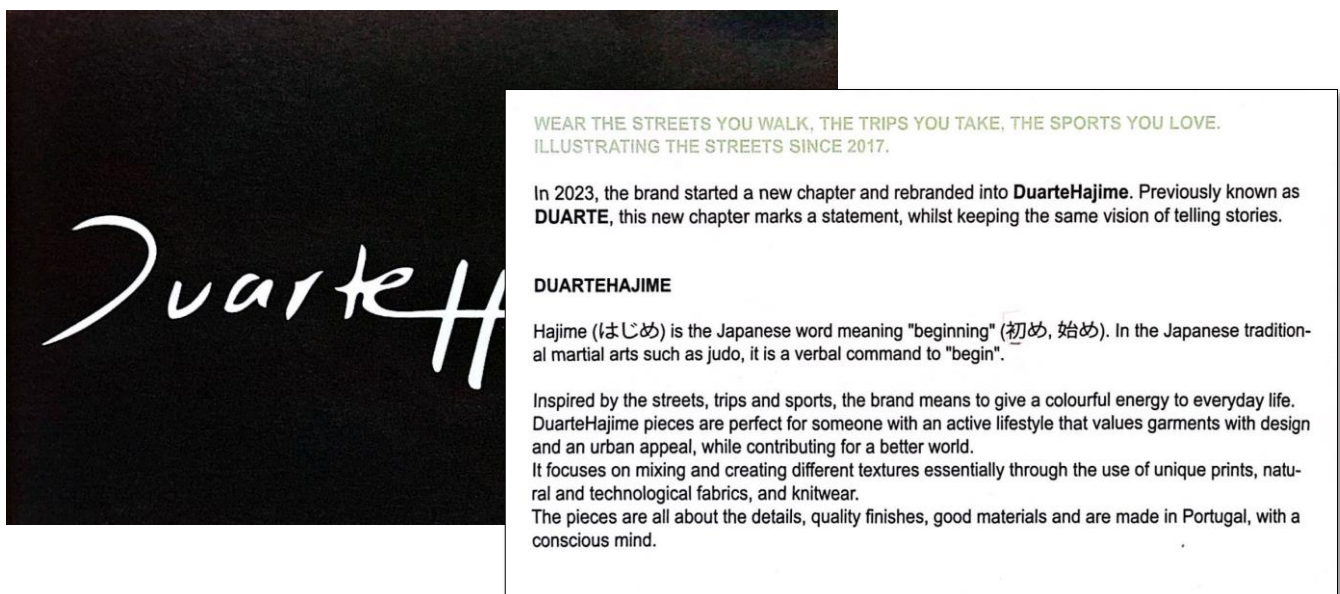 DuarteH
WEAR THE STREETS YOU WALK, THE TRIPS YOU TAKE, THE SPORTS YOU LOVE.
ILLUSTRATING THE STREETS SINCE 2017.
In 2023, the brand started a new chapter and rebranded into DuarteHajime. Previously known as
DUARTE, this new chapter marks a statement, whilst keeping the same vision of telling stories.
DUARTEHAJIME
Hajime (はじめ) is the Japanese word meaning "beginning" (初め, 始め). In the Japanese tradition-
al martial arts such as judo, it is a verbal command to "begin".
Inspired by the streets, trips and sports, the brand means to give a colourful energy to everyday life.
DuarteHajime pieces are perfect for someone with an active lifestyle that values garments with design
and an urban appeal, while contributing for a better world.
It focuses on mixing and creating different textures essentially through the use of unique prints, natu-
ral and technological fabrics, and knitwear.
The pieces are all about the details, quality finishes, good materials and are made in Portugal, with a
conscious mind.